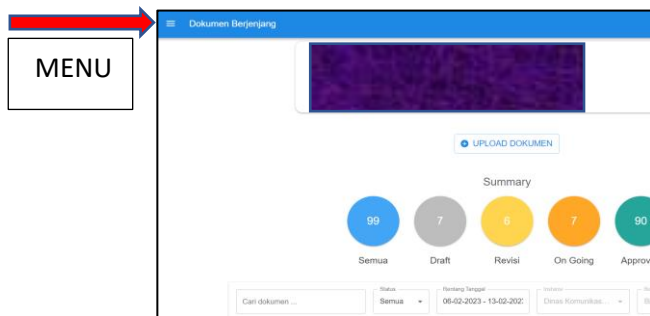 Dokumen Berjenjang
MENU
UPLOAD DOKUMEN
Summary
99 7 6 7 90
Semua Draft Revisi On Going Approv
Status Rentang Tanggal
Cari dokumen ... Semua 06-02-2023 - 13-02-202 Dinas Komunikas...